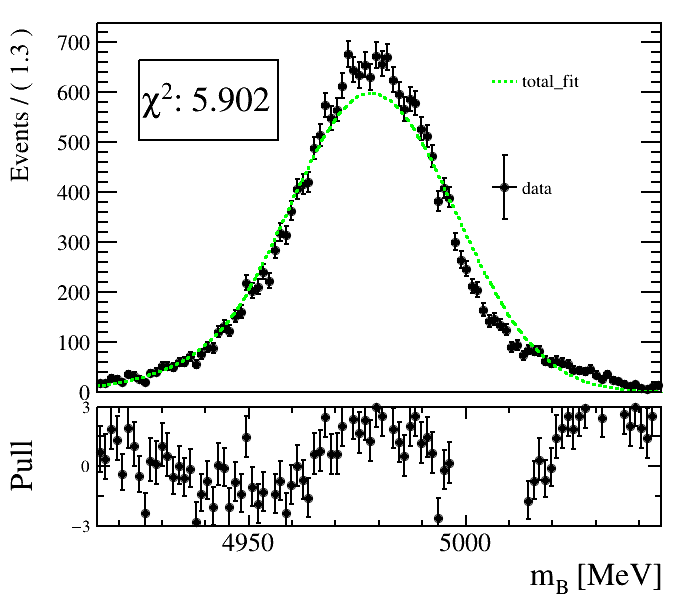 Events / ( 1.3 )
700
600
500
400
300
200
100
0
χ²: 5.902
total_fit
data
Pull
3
0
−3
4950
5000
m_B [MeV]